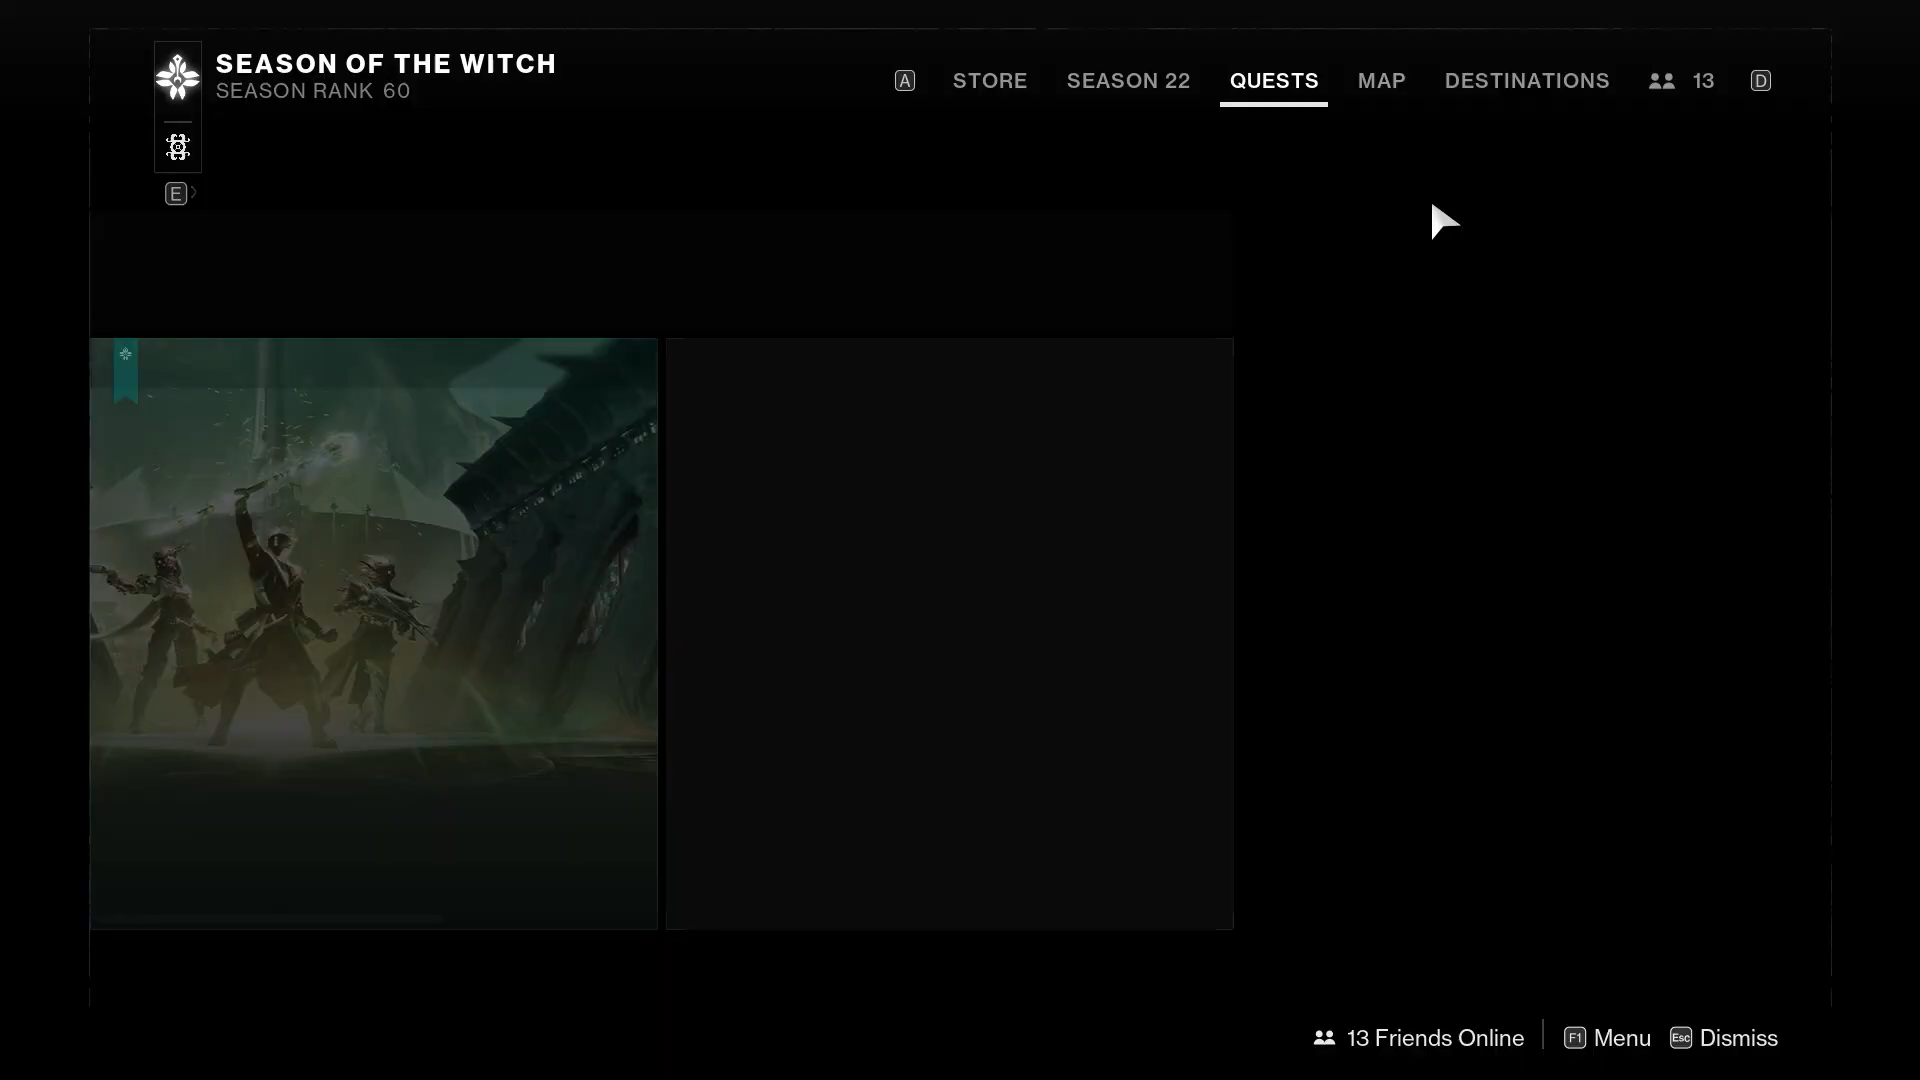 SEASON OF THE WITCH
SEASON RANK 60
A STORE SEASON 22 QUESTS MAP DESTINATIONS 13 D
E
13 Friends Online F1 Menu Esc Dismiss